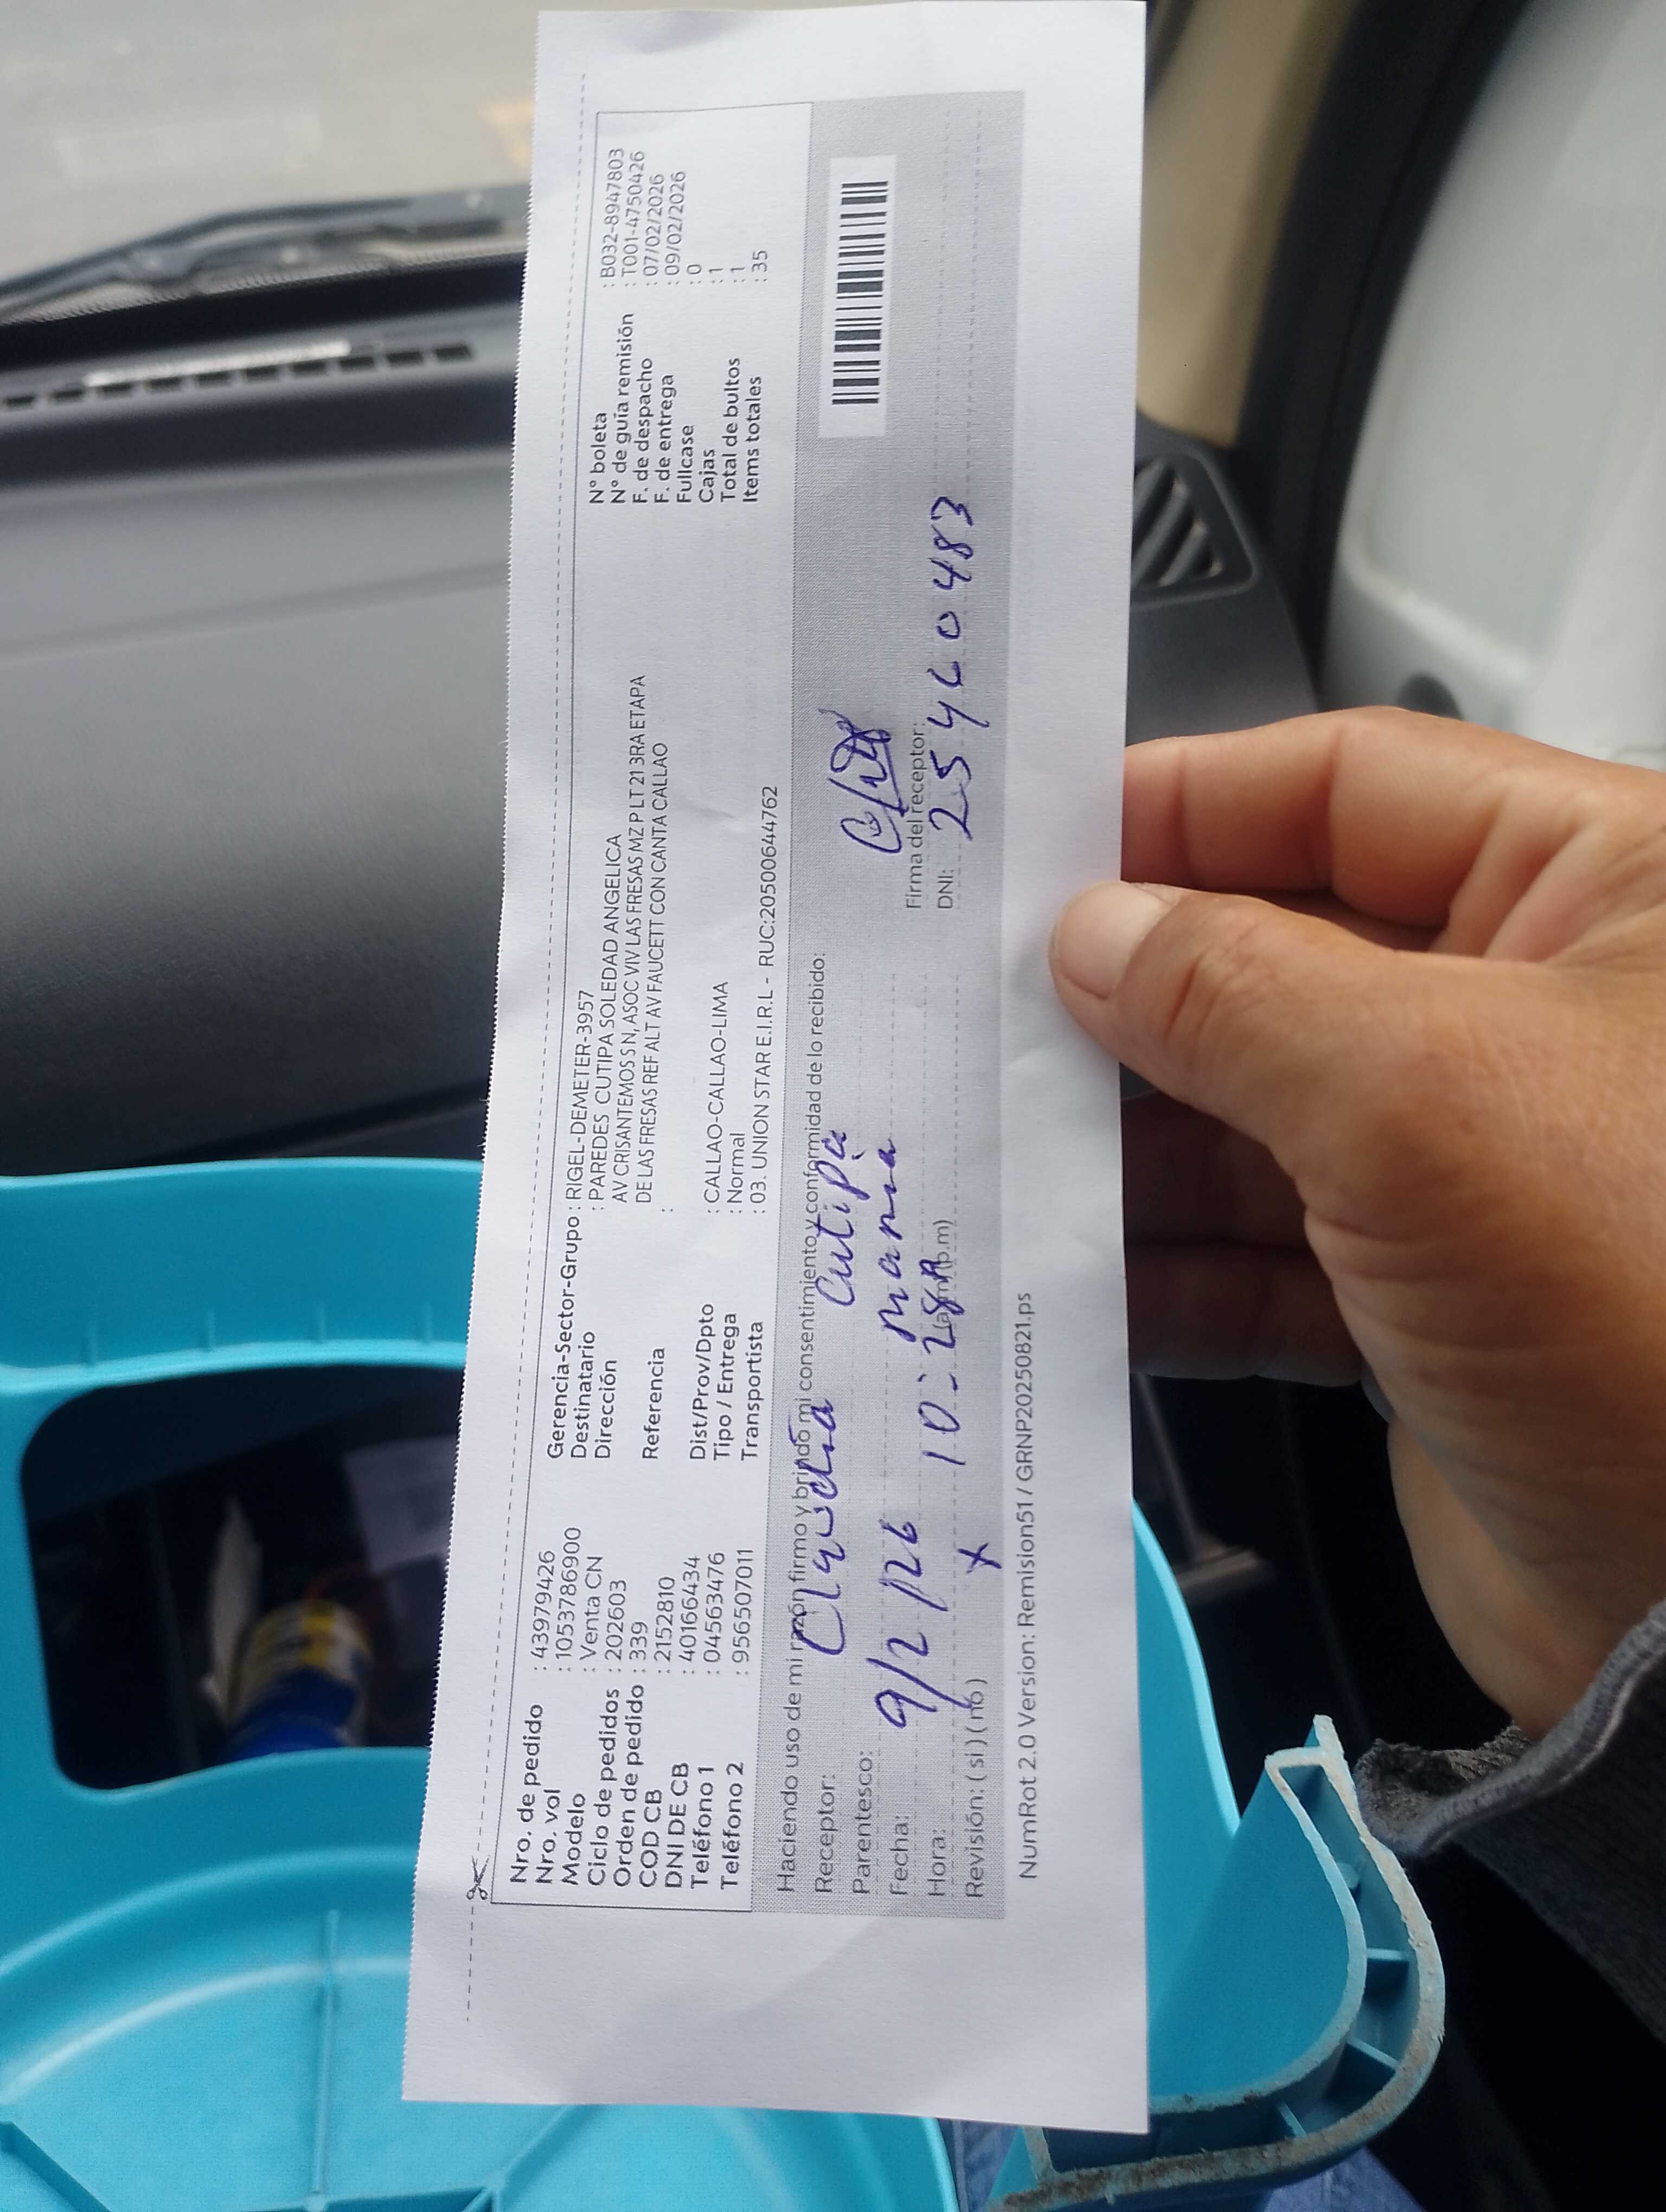 Nro. de pedido : 43979426
Nro. vol : 1053786900
Modelo : Venta CN
Ciclo de pedidos : 202603
Orden de pedido : 339
COD CB : 2152810
DNI DE CB : 40166434
Teléfono 1 : 04563476
Teléfono 2 : 956507011
Gerencia-Sector-Grupo : RIGEL-DEMETER-3957
Destinatario : PAREDES CUTIPA SOLEDAD ANGELICA
Dirección AV CRISANTEMOS SN, ASOC VIV LAS FRESAS MZ P LT 21 3RA ETAPA
DE LAS FRESAS REF ALT AV FAUCETT CON CANTA CALLAO
Referencia :
Dist/Prov/Dpto : CALLAO-CALLAO-LIMA
Tipo / Entrega : Normal
Transportista : 03. UNION STAR E.I.R.L - RUC:20500644762
N° boleta : B032-8947803
N° de guía remisión : T001-4750426
F. de despacho : 07/02/2026
F. de entrega : 09/02/2026
Fullcase : 0
Cajas : 1
Total de bultos : 1
Items totales : 35
Haciendo uso de mi razón firmo y brindo mi consentimiento y conformidad de lo recibido:
Receptor: Claudia Cutipa
Parentesco: mama
Fecha: 9/2/26
Hora: 10:28A (a.m/p.m)
Revisión: ( si ) ( no ) x
Firma del receptor:
DNI: 25460483
NumRot 2.0 Version: Remision51 / GRNP20250821.ps